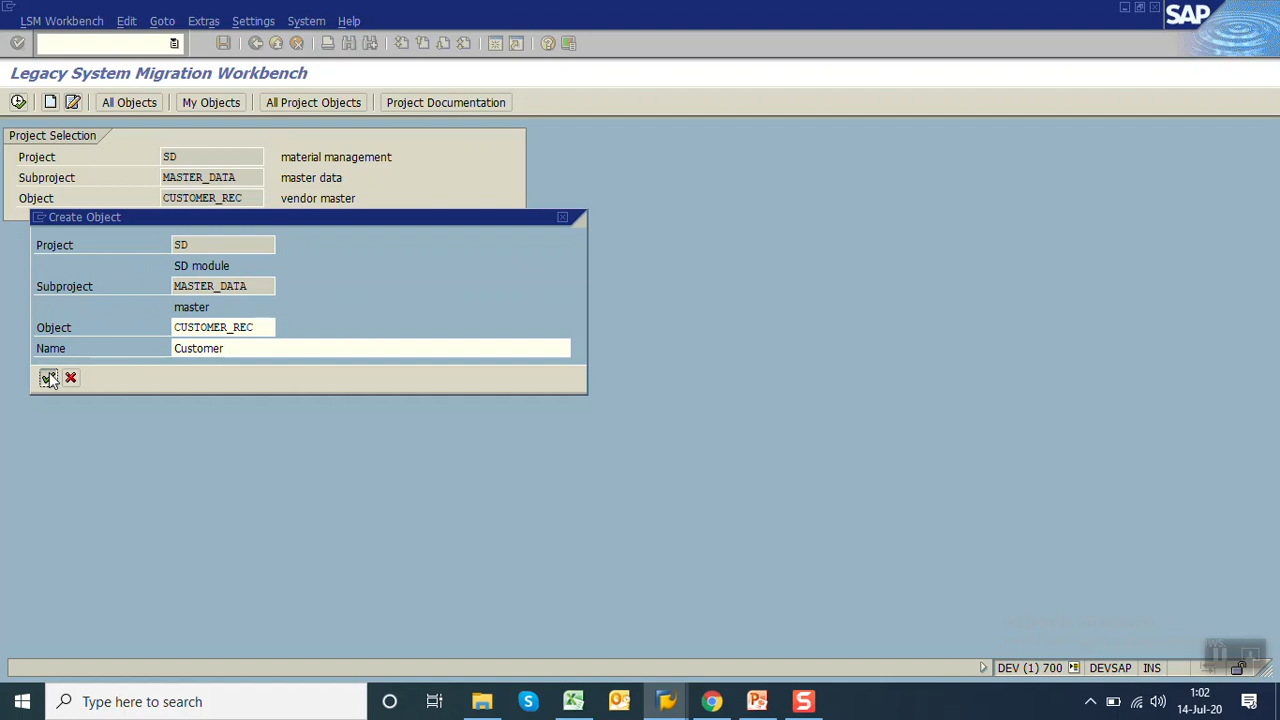 LSM Workbench Edit Goto Extras Settings System Help
SAP
Legacy System Migration Workbench
All Objects My Objects All Project Objects Project Documentation
Project Selection
Project SD material management
Subproject MASTER_DATA master data
Object CUSTOMER_REC vendor master
Create Object
Project SD
SD module
Subproject MASTER_DATA
master
Object CUSTOMER_REC
Name Customer
DEV (1) 700 DEVSAP INS
Type here to search
1:02
14-Jul-20